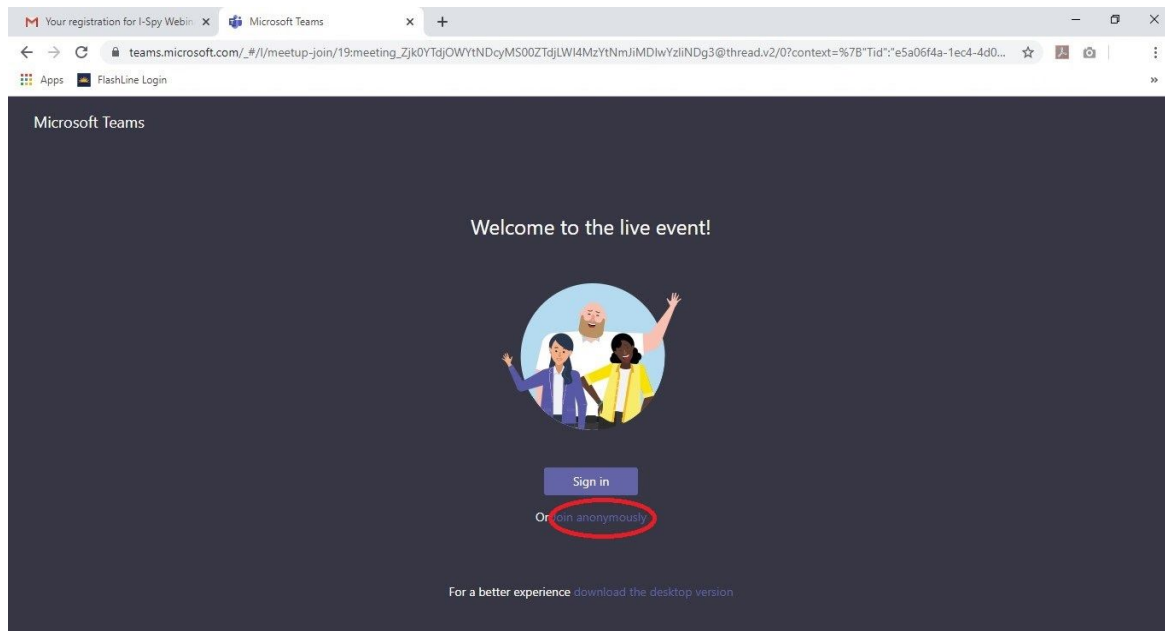 Your registration for I-Spy Webin
Microsoft Teams
teams.microsoft.com/_#/l/meetup-join/19:meeting_Zjk0YTdjOWYtNDcyMS00ZTdjLWI4MzYtNmJiMDIwYzliNDg3@thread.v2/0?context=%7B"Tid":"e5a06f4a-1ec4-4d0...
Apps FlashLine Login
Microsoft Teams
Welcome to the live event!
Sign in
Or join anonymously
For a better experience download the desktop version